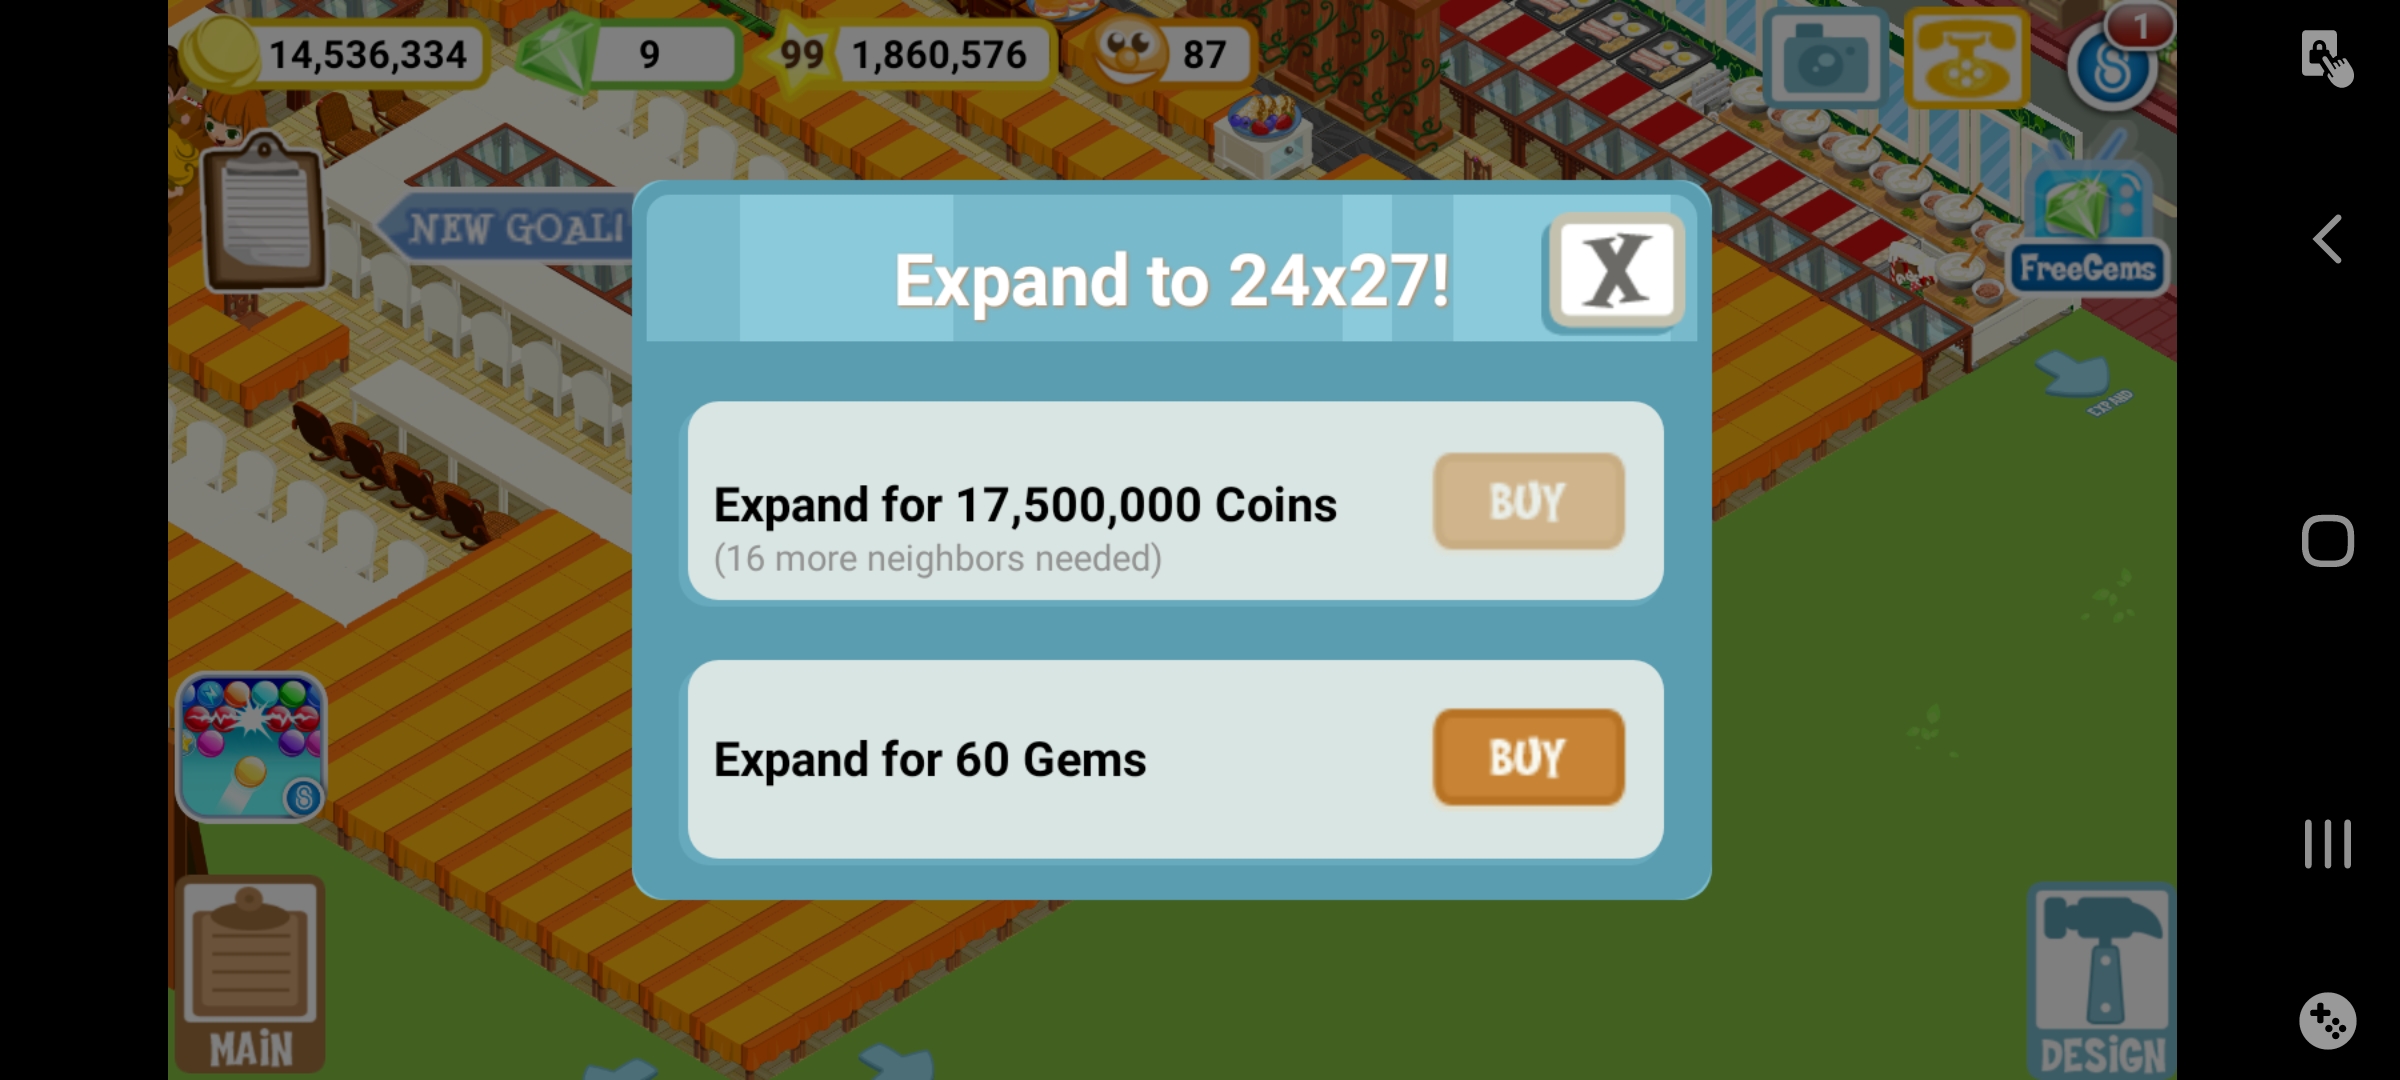 14,536,334
9
99 1,860,576
87
1
NEW GOAL!
FreeGems
Expand to 24x27!
X
EXPAND
Expand for 17,500,000 Coins
(16 more neighbors needed)
BUY
Expand for 60 Gems
BUY
MAiN
DESiGN